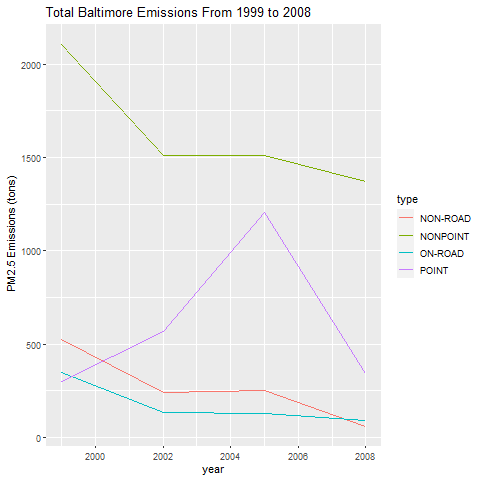 Total Baltimore Emissions From 1999 to 2008
PM2.5 Emissions (tons)
2000
1500
1000
500
0
2000
2002
2004
2006
2008
year
type
NON-ROAD
NONPOINT
ON-ROAD
POINT